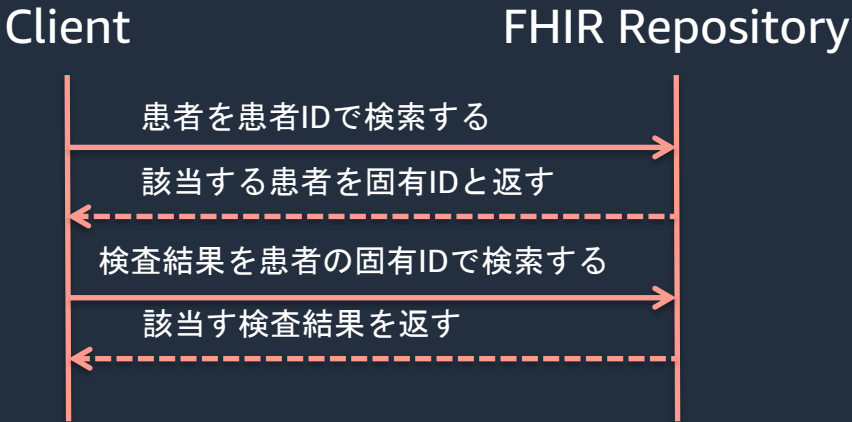 Client
FHIR Repository
患者を患者IDで検索する
該当する患者を固有IDと返す
検査結果を患者の固有IDで検索する
該当す検査結果を返す